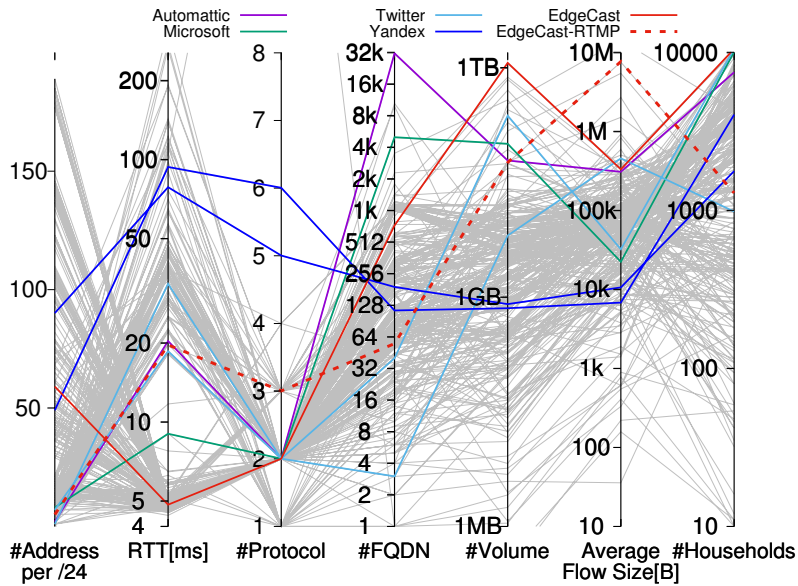 Automattic Twitter EdgeCast
Microsoft Yandex EdgeCast-RTMP
8 32k 10M 10000
200 16k 1TB
7 8k 1M
150 100 4k
6 2k
50 1k 100k 1000
5 512
100 256 1GB 10k
128
20 4 64
32 1k 100
50 3 16
10 8 100
2 4
5 2
4 1 1 1MB 10 10
#Address RTT[ms] #Protocol #FQDN #Volume Average #Households
per /24 Flow Size[B]